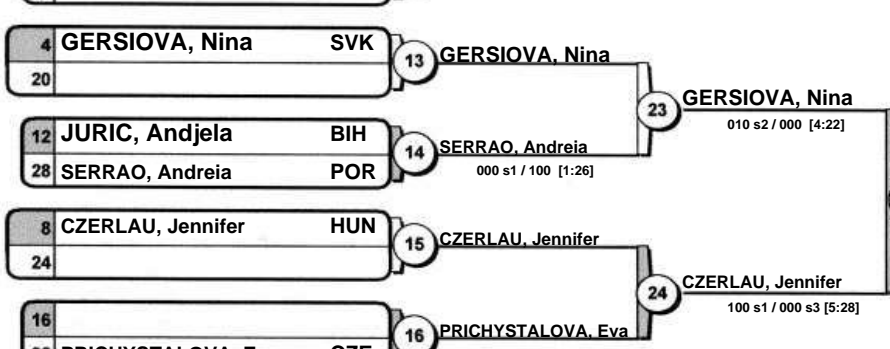 4 GERSIOVA, Nina SVK
20
13 GERSIOVA, Nina
12 JURIC, Andjela BIH
28 SERRAO, Andreia POR
14 SERRAO, Andreia
000 s1 / 100 [1:26]
23 GERSIOVA, Nina
010 s2 / 000 [4:22]
8 CZERLAU, Jennifer HUN
24
15 CZERLAU, Jennifer
16
16 PRICHYSTALOVA, Eva
24 CZERLAU, Jennifer
100 s1 / 000 s3 [5:28]